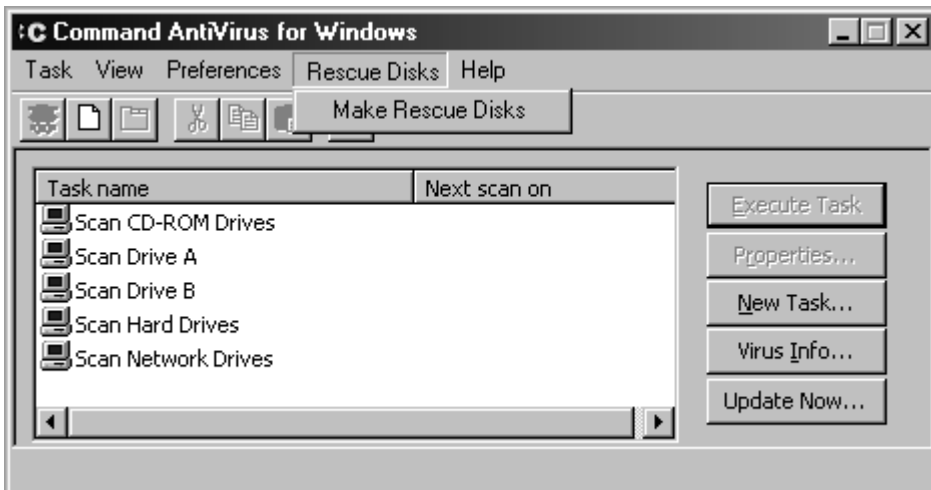 Command AntiVirus for Windows
Task View Preferences Rescue Disks Help
Make Rescue Disks
Task name Next scan on
Scan CD-ROM Drives
Scan Drive A
Scan Drive B
Scan Hard Drives
Scan Network Drives
Execute Task
Properties...
New Task...
Virus Info...
Update Now...